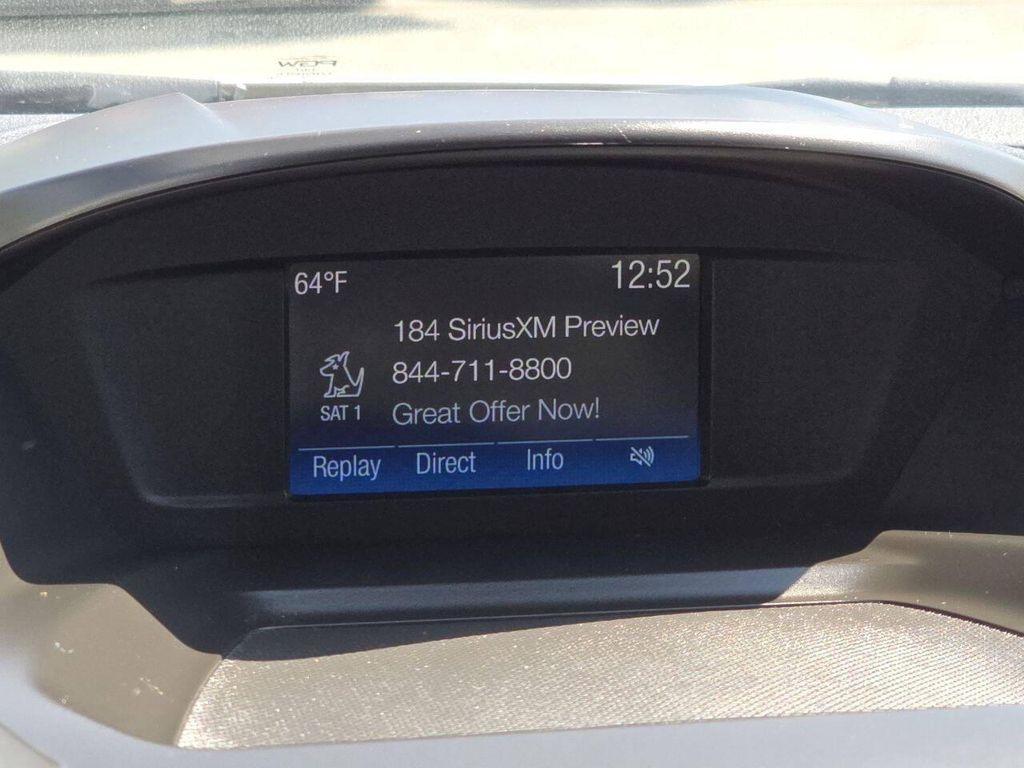 64°F
12:52
184 SiriusXM Preview
844-711-8800
SAT 1
Great Offer Now!
Replay
Direct
Info